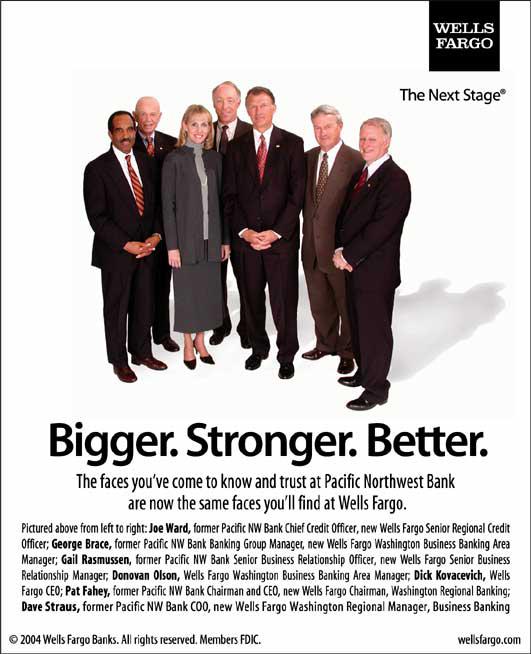 WELLS
FARGO
The Next Stage®
Bigger. Stronger. Better.
The faces you've come to know and trust at Pacific Northwest Bank
are now the same faces you'll find at Wells Fargo.
Pictured above from left to right: Joe Ward, former Pacific NW Bank Chief Credit Officer, new Wells Fargo Senior Regional Credit
Officer; George Brace, former Pacific NW Bank Banking Group Manager, new Wells Fargo Washington Business Banking Area
Manager; Gail Rasmussen, former Pacific NW Bank Senior Business Relationship Officer, new Wells Fargo Senior Business
Relationship Manager; Donovan Olson, Wells Fargo Washington Business Banking Area Manager; Dick Kovacevich, Wells
Fargo CEO; Pat Fahey, former Pacific NW Bank Chairman and CEO, new Wells Fargo Chairman, Washington Regional Banking;
Dave Straus, former Pacific NW Bank COO, new Wells Fargo Washington Regional Manager, Business Banking
© 2004 Wells Fargo Banks. All rights reserved. Members FDIC.
wellsfargo.com